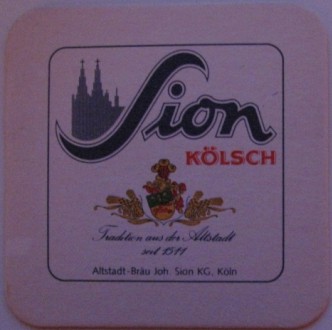 Sion
KÖLSCH
Tradition aus der Altstadt
seit 1511
Altstadt-Bräu Joh. Sion KG, Köln